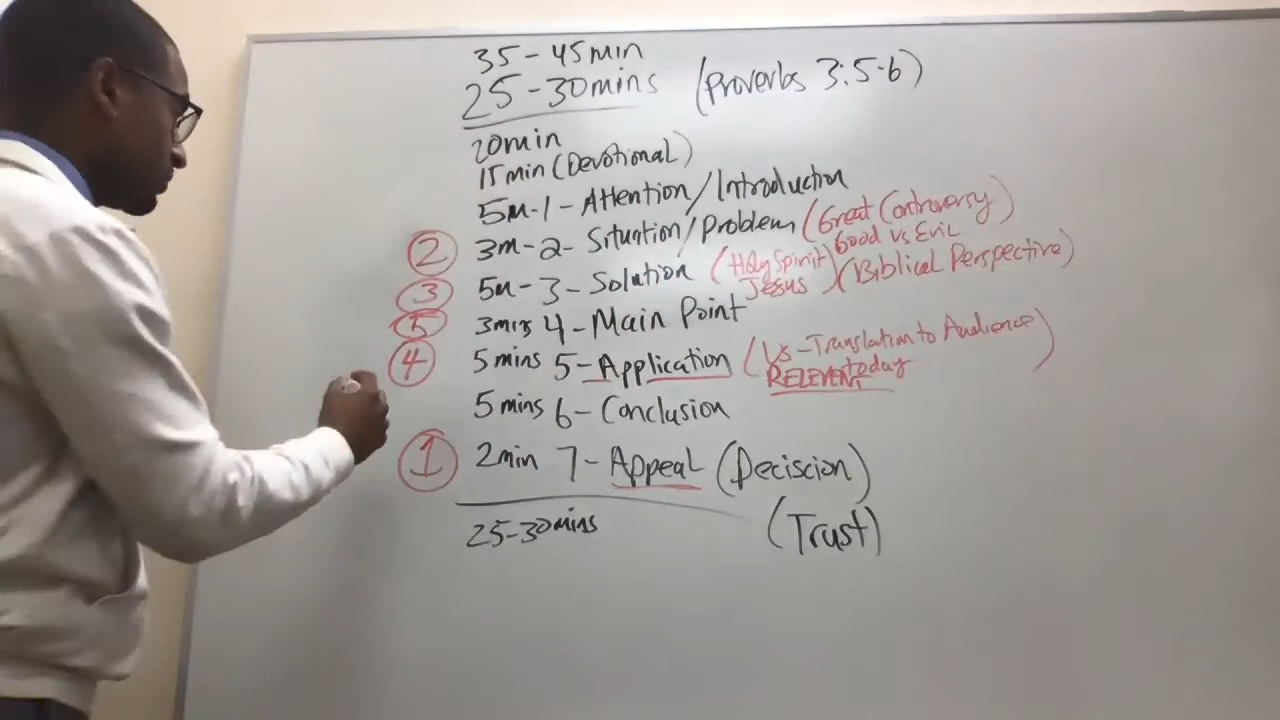 35-45min
25-30mins (Proverbs 3:5-6)
20min
15min (Devotional)
5m-1- Attention/Introduction
② 3m-2- Situation/Problem (Great Controversy)
Good vs Evil
③ 5m-3- Solution (Holy Spirit) (Biblical Perspective)
Jesus
⑤ 3mins 4-Main Point
④ 5mins 5-Application (Us-Translation to Audience)
RELEVENT today
5mins 6- Conclusion
① 2min 7-Appeal (Deciscion)
25-30mins (Trust)